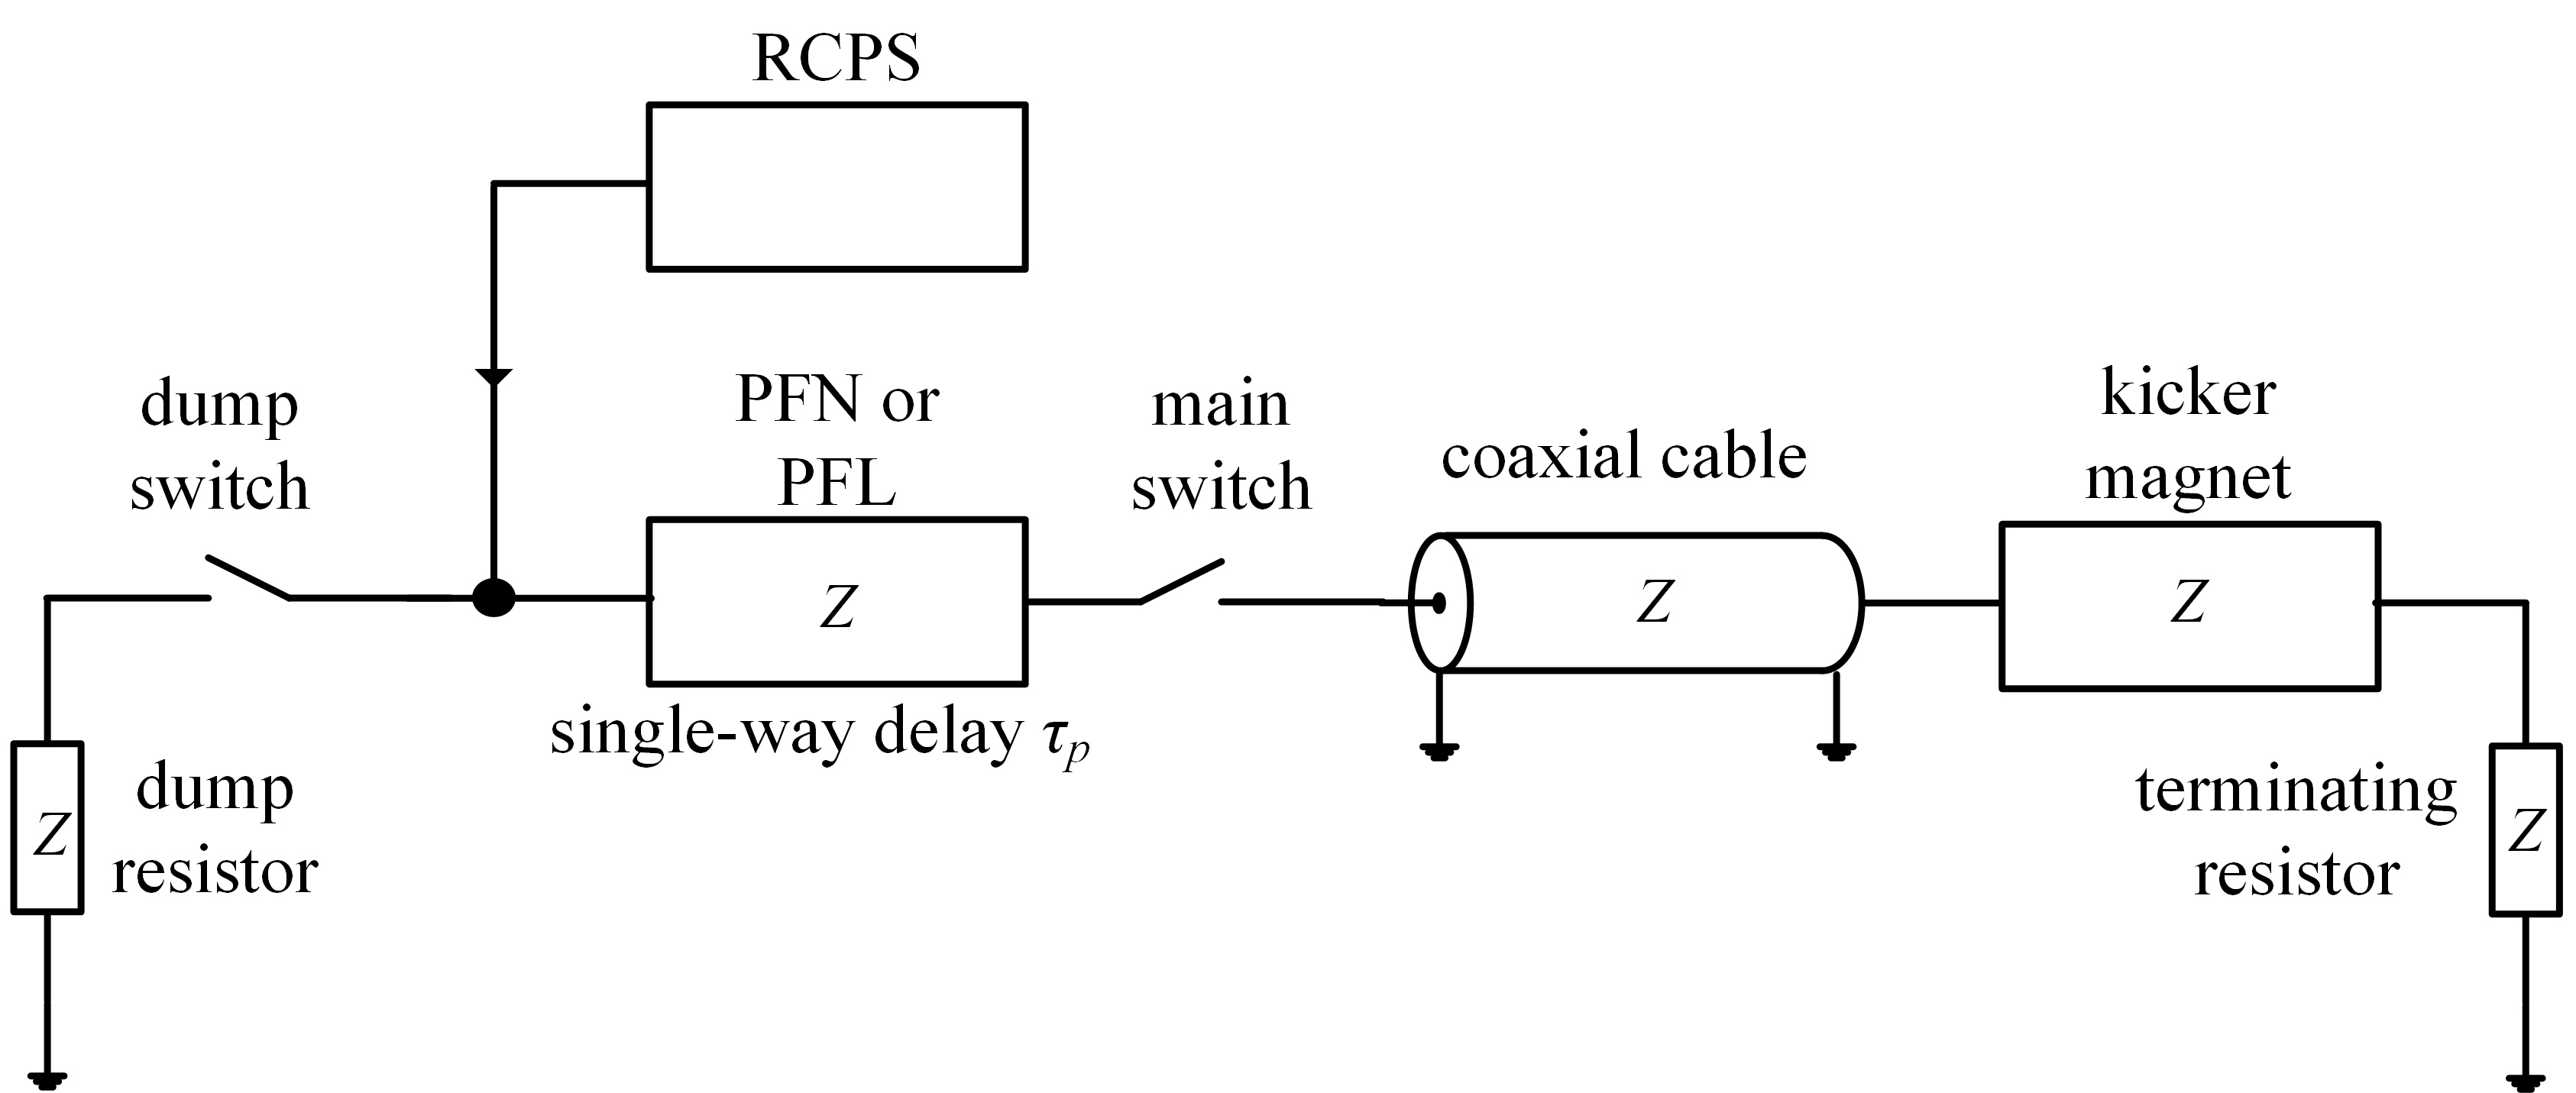 RCPS
dump
switch
PFN or
PFL
main
switch
coaxial cable
kicker
magnet
Z
Z
Z
single-way delay τp
Z
dump
resistor
terminating
resistor
Z